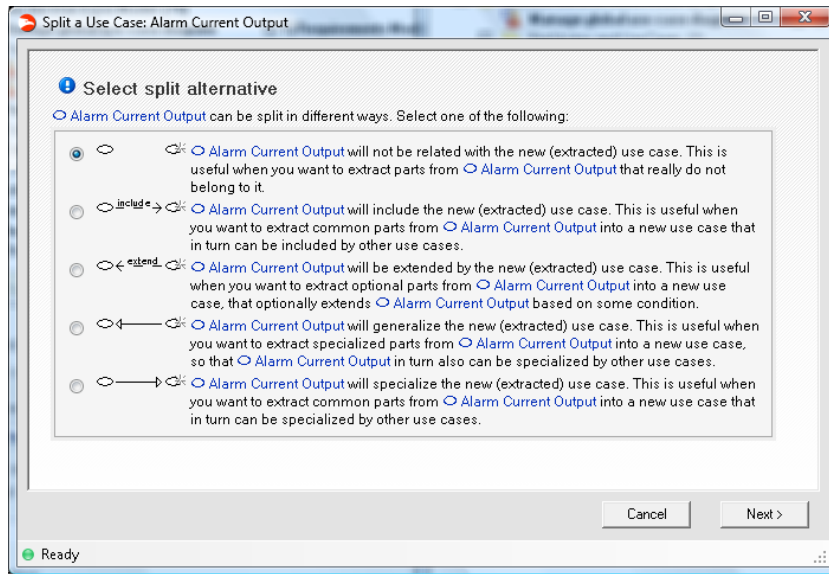 Split a Use Case: Alarm Current Output
Select split alternative
Alarm Current Output can be split in different ways. Select one of the following:
Alarm Current Output will not be related with the new (extracted) use case. This is
useful when you want to extract parts from Alarm Current Output that really do not
belong to it.
include Alarm Current Output will include the new (extracted) use case. This is useful when
you want to extract common parts from Alarm Current Output into a new use case that
in turn can be included by other use cases.
extend Alarm Current Output will be extended by the new (extracted) use case. This is useful
when you want to extract optional parts from Alarm Current Output into a new use
case, that optionally extends Alarm Current Output based on some condition.
Alarm Current Output will generalize the new (extracted) use case. This is useful when
you want to extract specialized parts from Alarm Current Output into a new use case,
so that Alarm Current Output in turn also can be specialized by other use cases.
Alarm Current Output will specialize the new (extracted) use case. This is useful when
you want to extract common parts from Alarm Current Output into a new use case that
in turn can be specialized by other use cases.
Cancel Next >
Ready